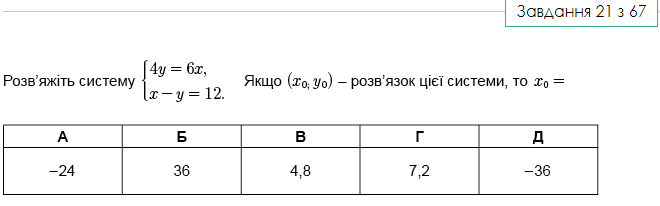 Завдання 21 з 67
Розв'яжіть систему {4y = 6x, x − y = 12. Якщо (x₀; y₀) – розв'язок цієї системи, то x₀ =
А Б В Г Д
−24 36 4,8 7,2 −36